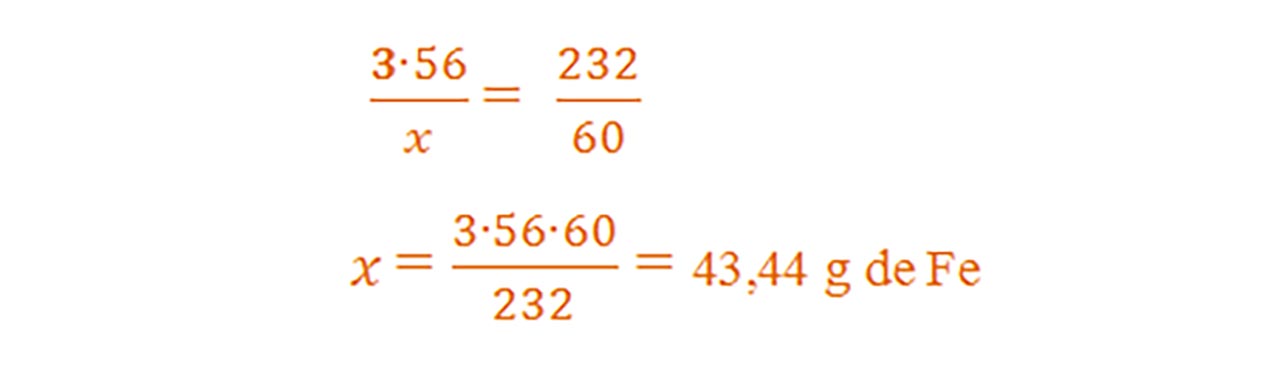 3·56/x = 232/60
x = 3·56·60/232 = 43,44 g de Fe